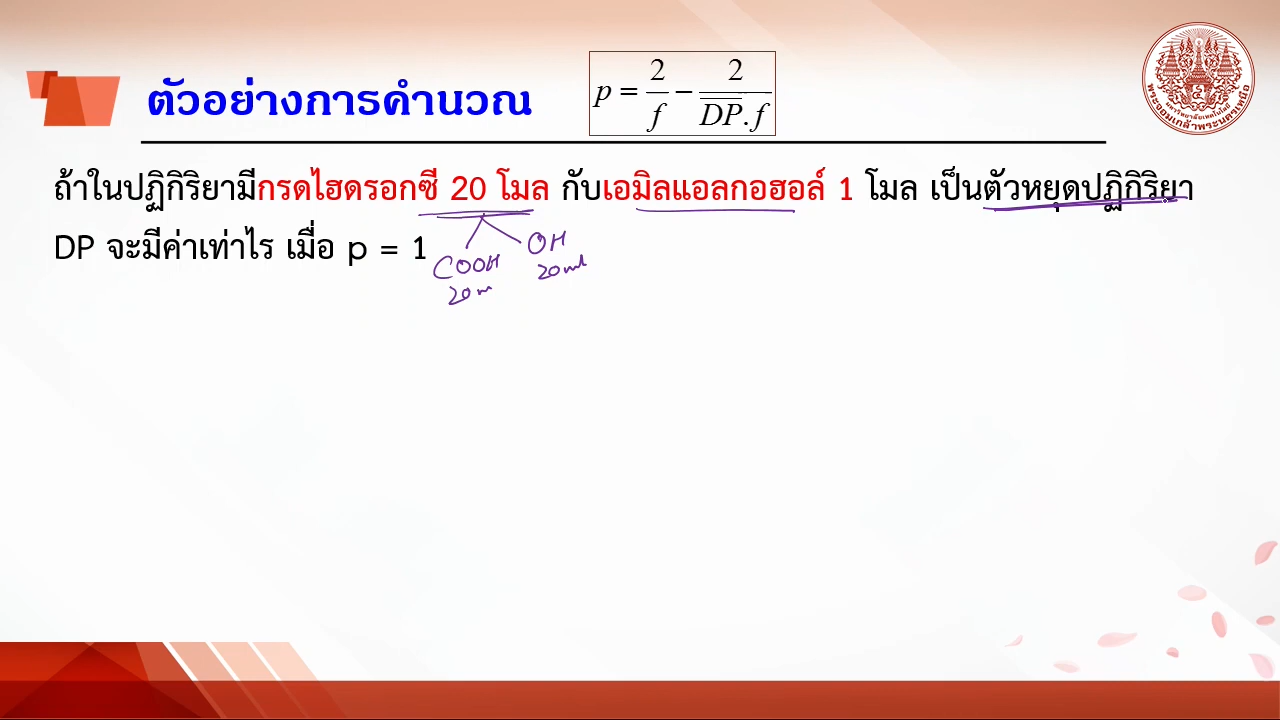 ตัวอย่างการคำนวณ
p = 2/f − 2/DP.f
ถ้าในปฏิกิริยามีกรดไฮดรอกซี 20 โมล กับเอมิลแอลกอฮอล์ 1 โมล เป็นตัวหยุดปฏิกิริยา
DP จะมีค่าเท่าไร เมื่อ p = 1
COOH OH
20m 20ml